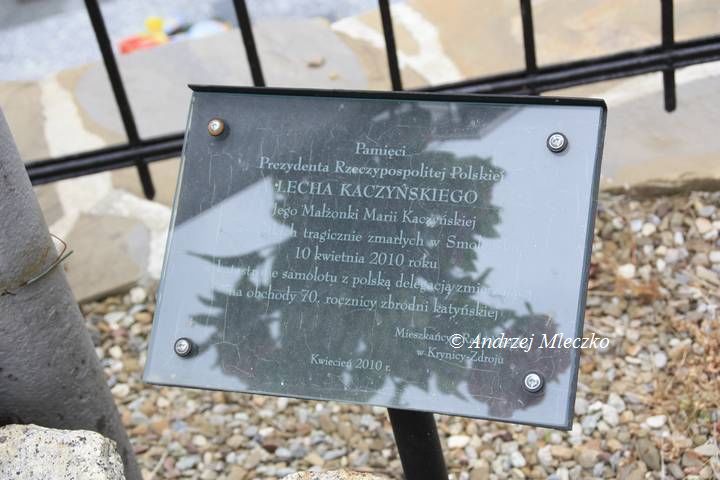 Pamięci
Prezydenta Rzeczypospolitej Polskiej
LECHA KACZYŃSKIEGO
Jego Małżonki Marii Kaczyńskiej
tragicznie zmarłych w
10 kwietnia 2010 roku
samolotu z polską delegacją
na obchody 70. rocznicy zbrodni katyńskiej
Mieszkańcy
w Krynicy-Zdroju
Kwiecień 2010 r.
© Andrzej Mleczko